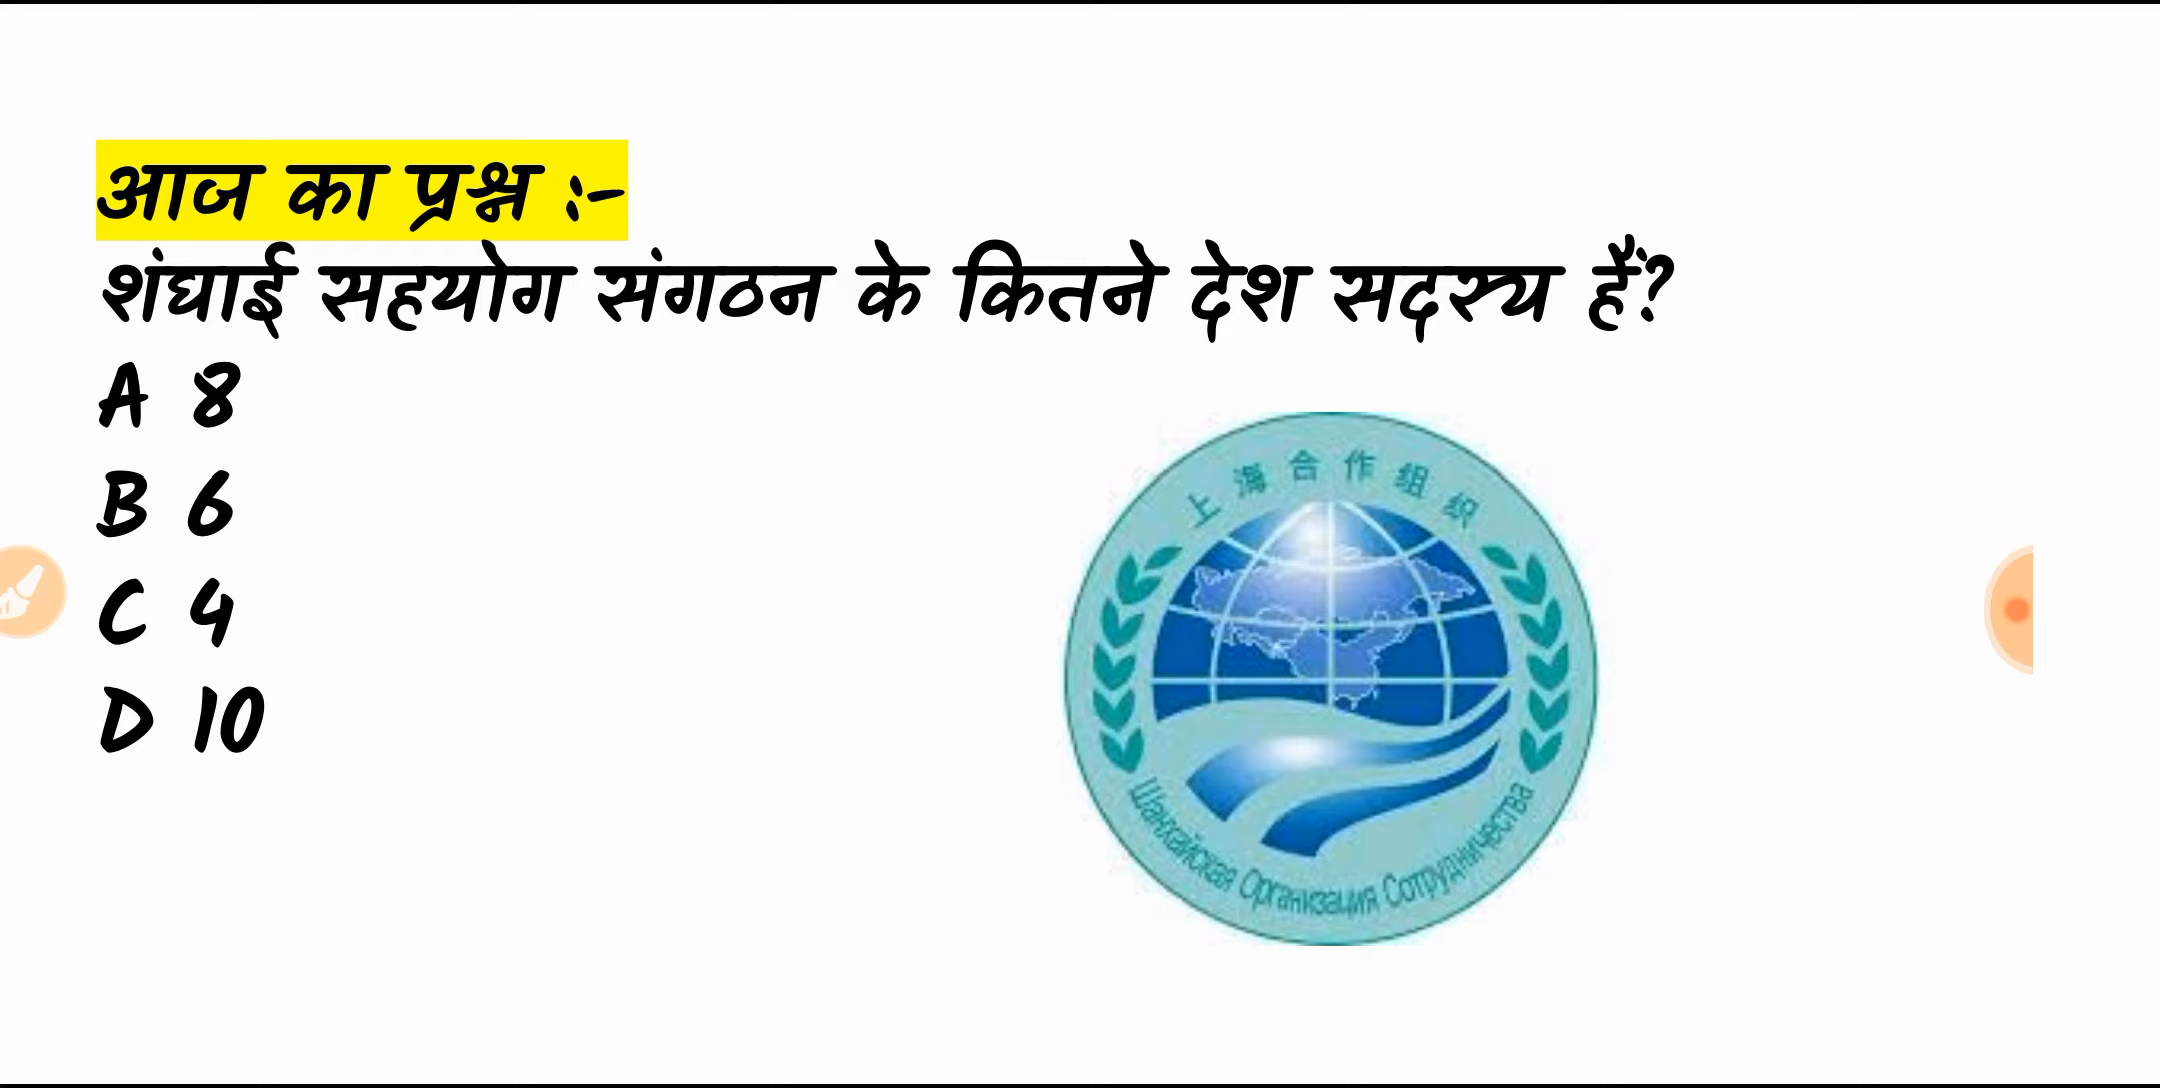 आज का प्रश्न :-
शंघाई सहयोग संगठन के कितने देश सदस्य हैं?
A 8
B 6
C 4
D 10
上海合作组织
Шанхайская Организация Сотрудничества